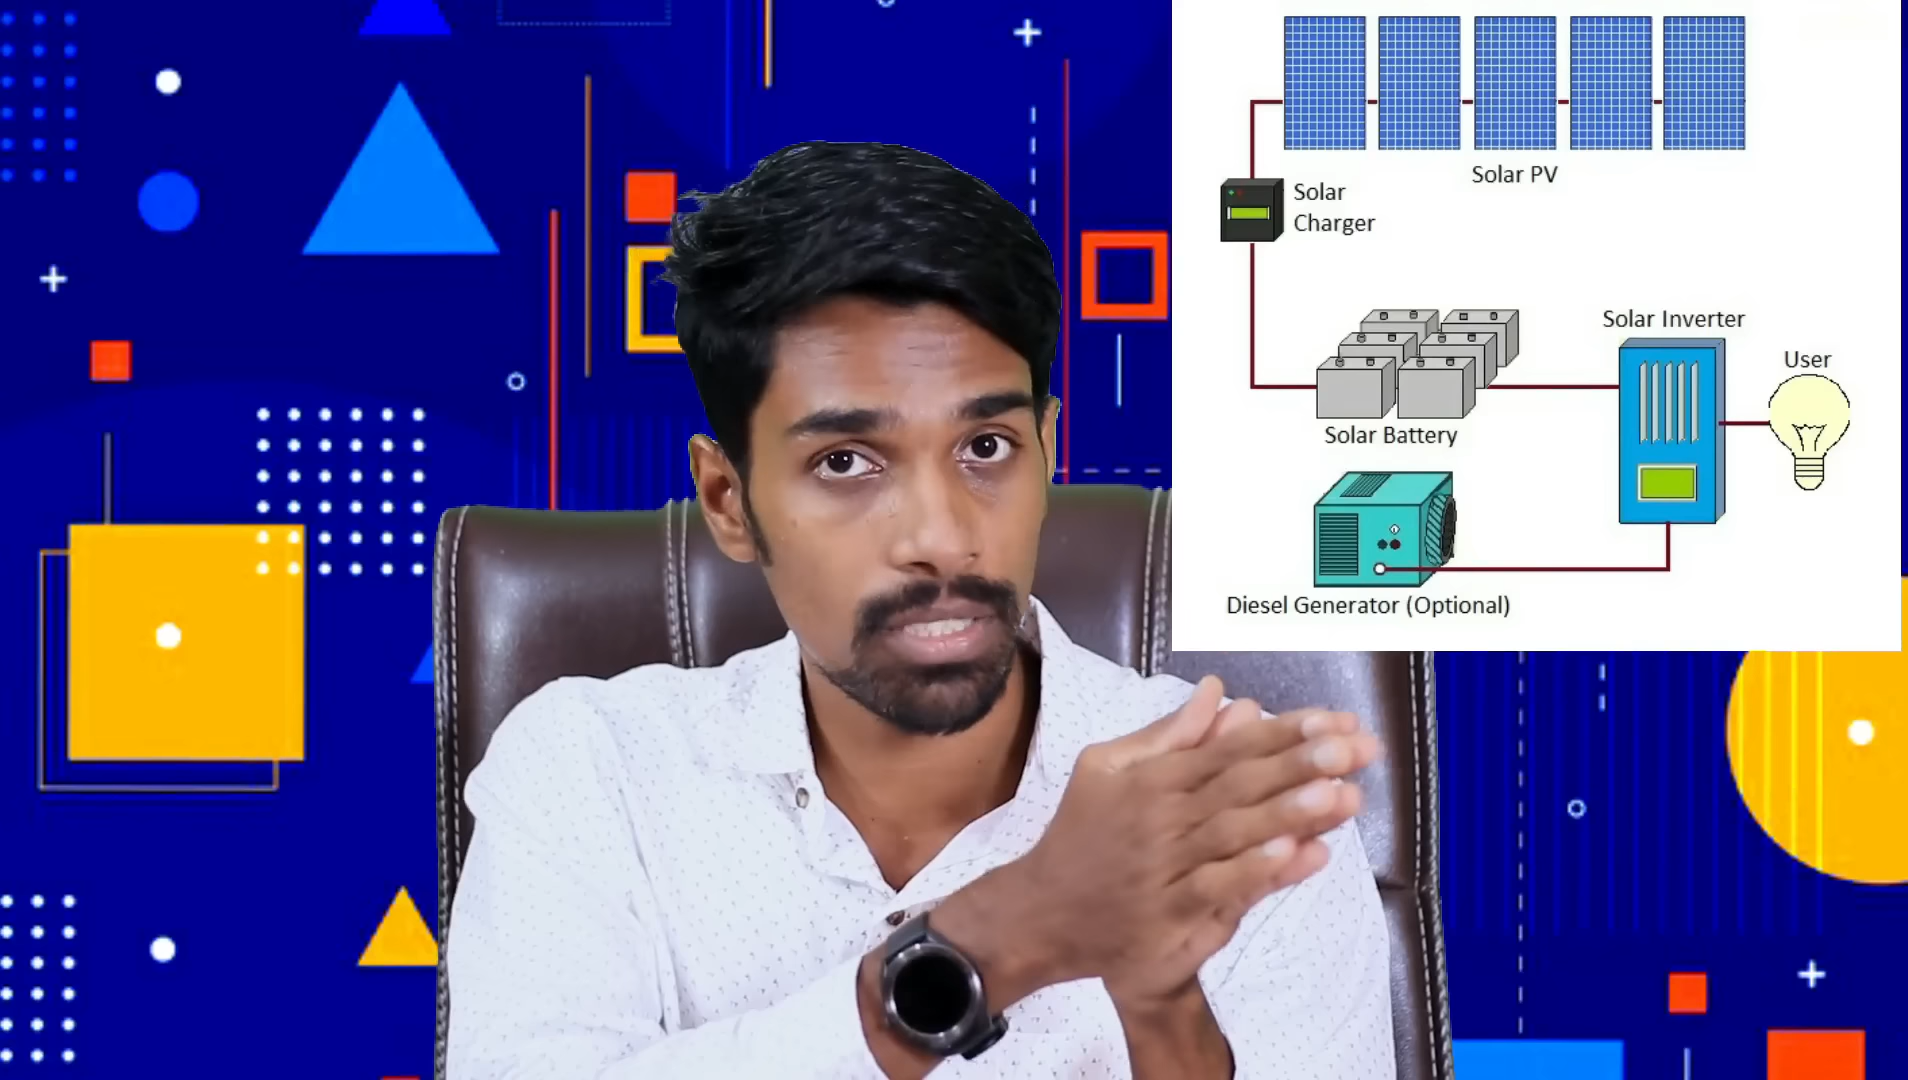 Solar PV
Solar
Charger
Solar Inverter
User
Solar Battery
Diesel Generator (Optional)